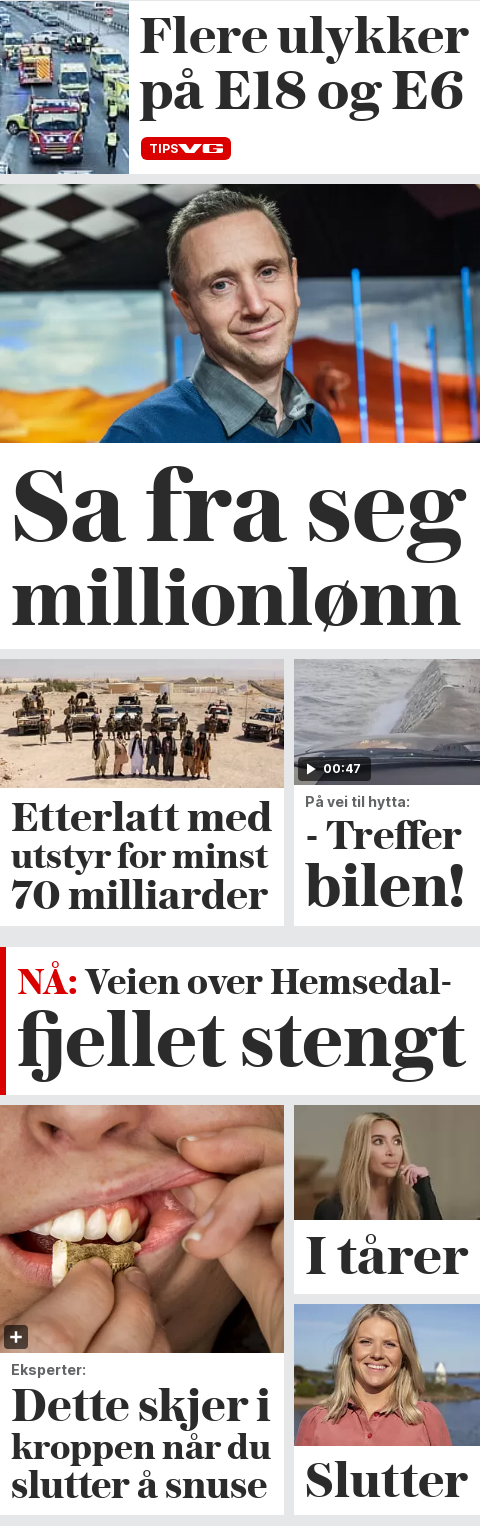 Flere ulykker
på E18 og E6
TIPS VG
Sa fra seg
millionlønn
Etterlatt med
utstyr for minst
70 milliarder
00:47
På vei til hytta:
- Treffer
bilen!
NÅ: Veien over Hemsedal-
fjellet stengt
I tårer
Eksperter:
Dette skjer i
kroppen når du
slutter å snuse
Slutter